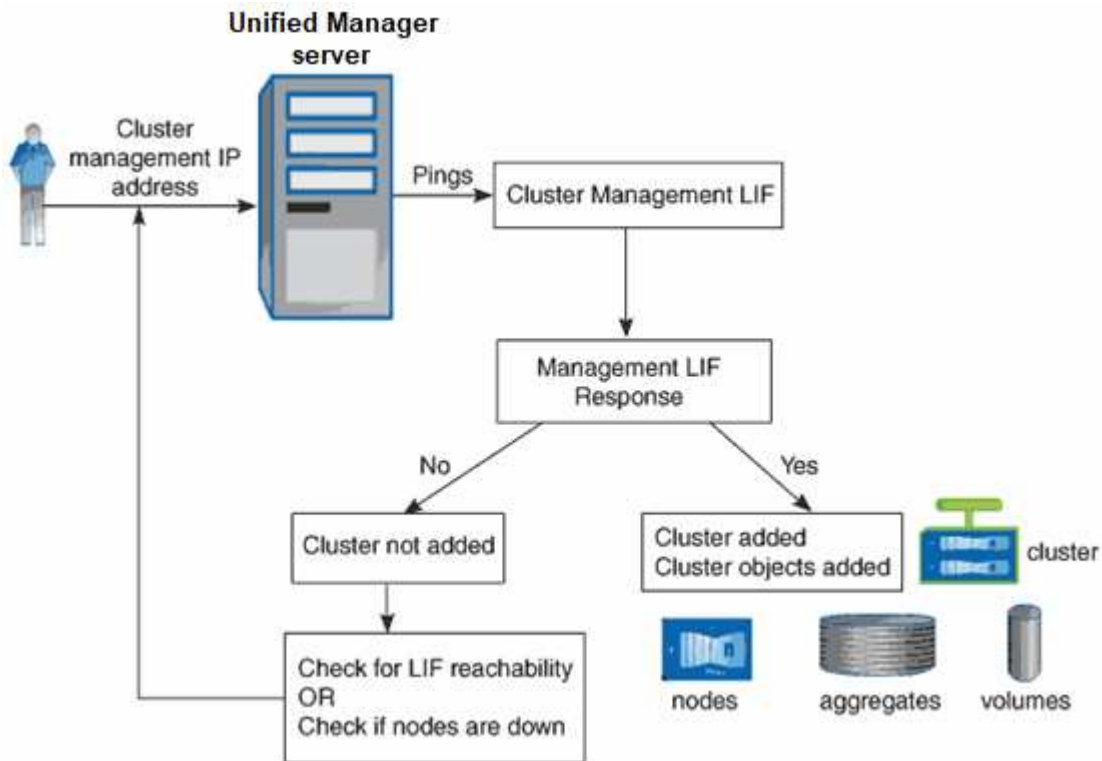 Unified Manager
server
Cluster
management IP
address
Pings
Cluster Management LIF
Management LIF
Response
No
Yes
Cluster not added
Cluster added
Cluster objects added
cluster
Check for LIF reachability
OR
Check if nodes are down
nodes
aggregates
volumes